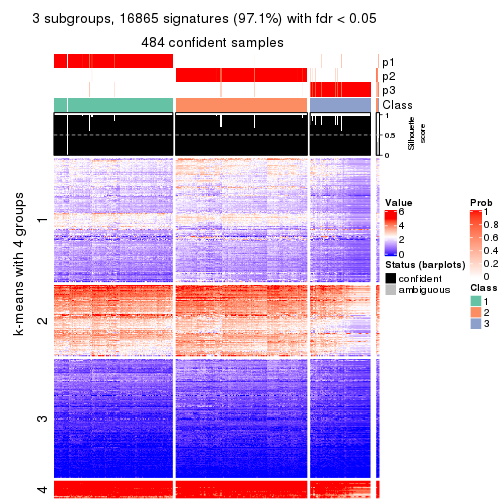 3 subgroups, 16865 signatures (97.1%) with fdr < 0.05
484 confident samples
p1
p2
p3
Class
1
0.5
0
Silhouette
score
k-means with 4 groups
1
2
3
4
Value
6
4
2
0
Status (barplots)
confident
ambiguous
Prob
1
0.8
0.6
0.4
0.2
0
Class
1
2
3